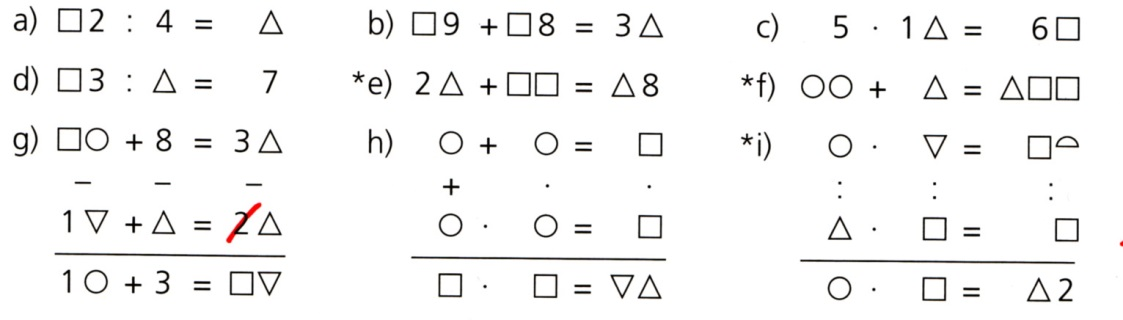 a) □2 : 4 = △ b) □9 + □8 = 3△ c) 5 · 1△ = 6□
d) □3 : △ = 7 *e) 2△ + □□ = △8 *f) ○○ + △ = △□□
g) □○ + 8 = 3△ h) ○ + ○ = □ *i) ○ · ▽ = □⌓
− − − + · · : : :
1▽ + △ = 2△ ○ · ○ = □ △ · □ = □
1○ + 3 = □▽ □ · □ = ▽△ ○ · □ = △2